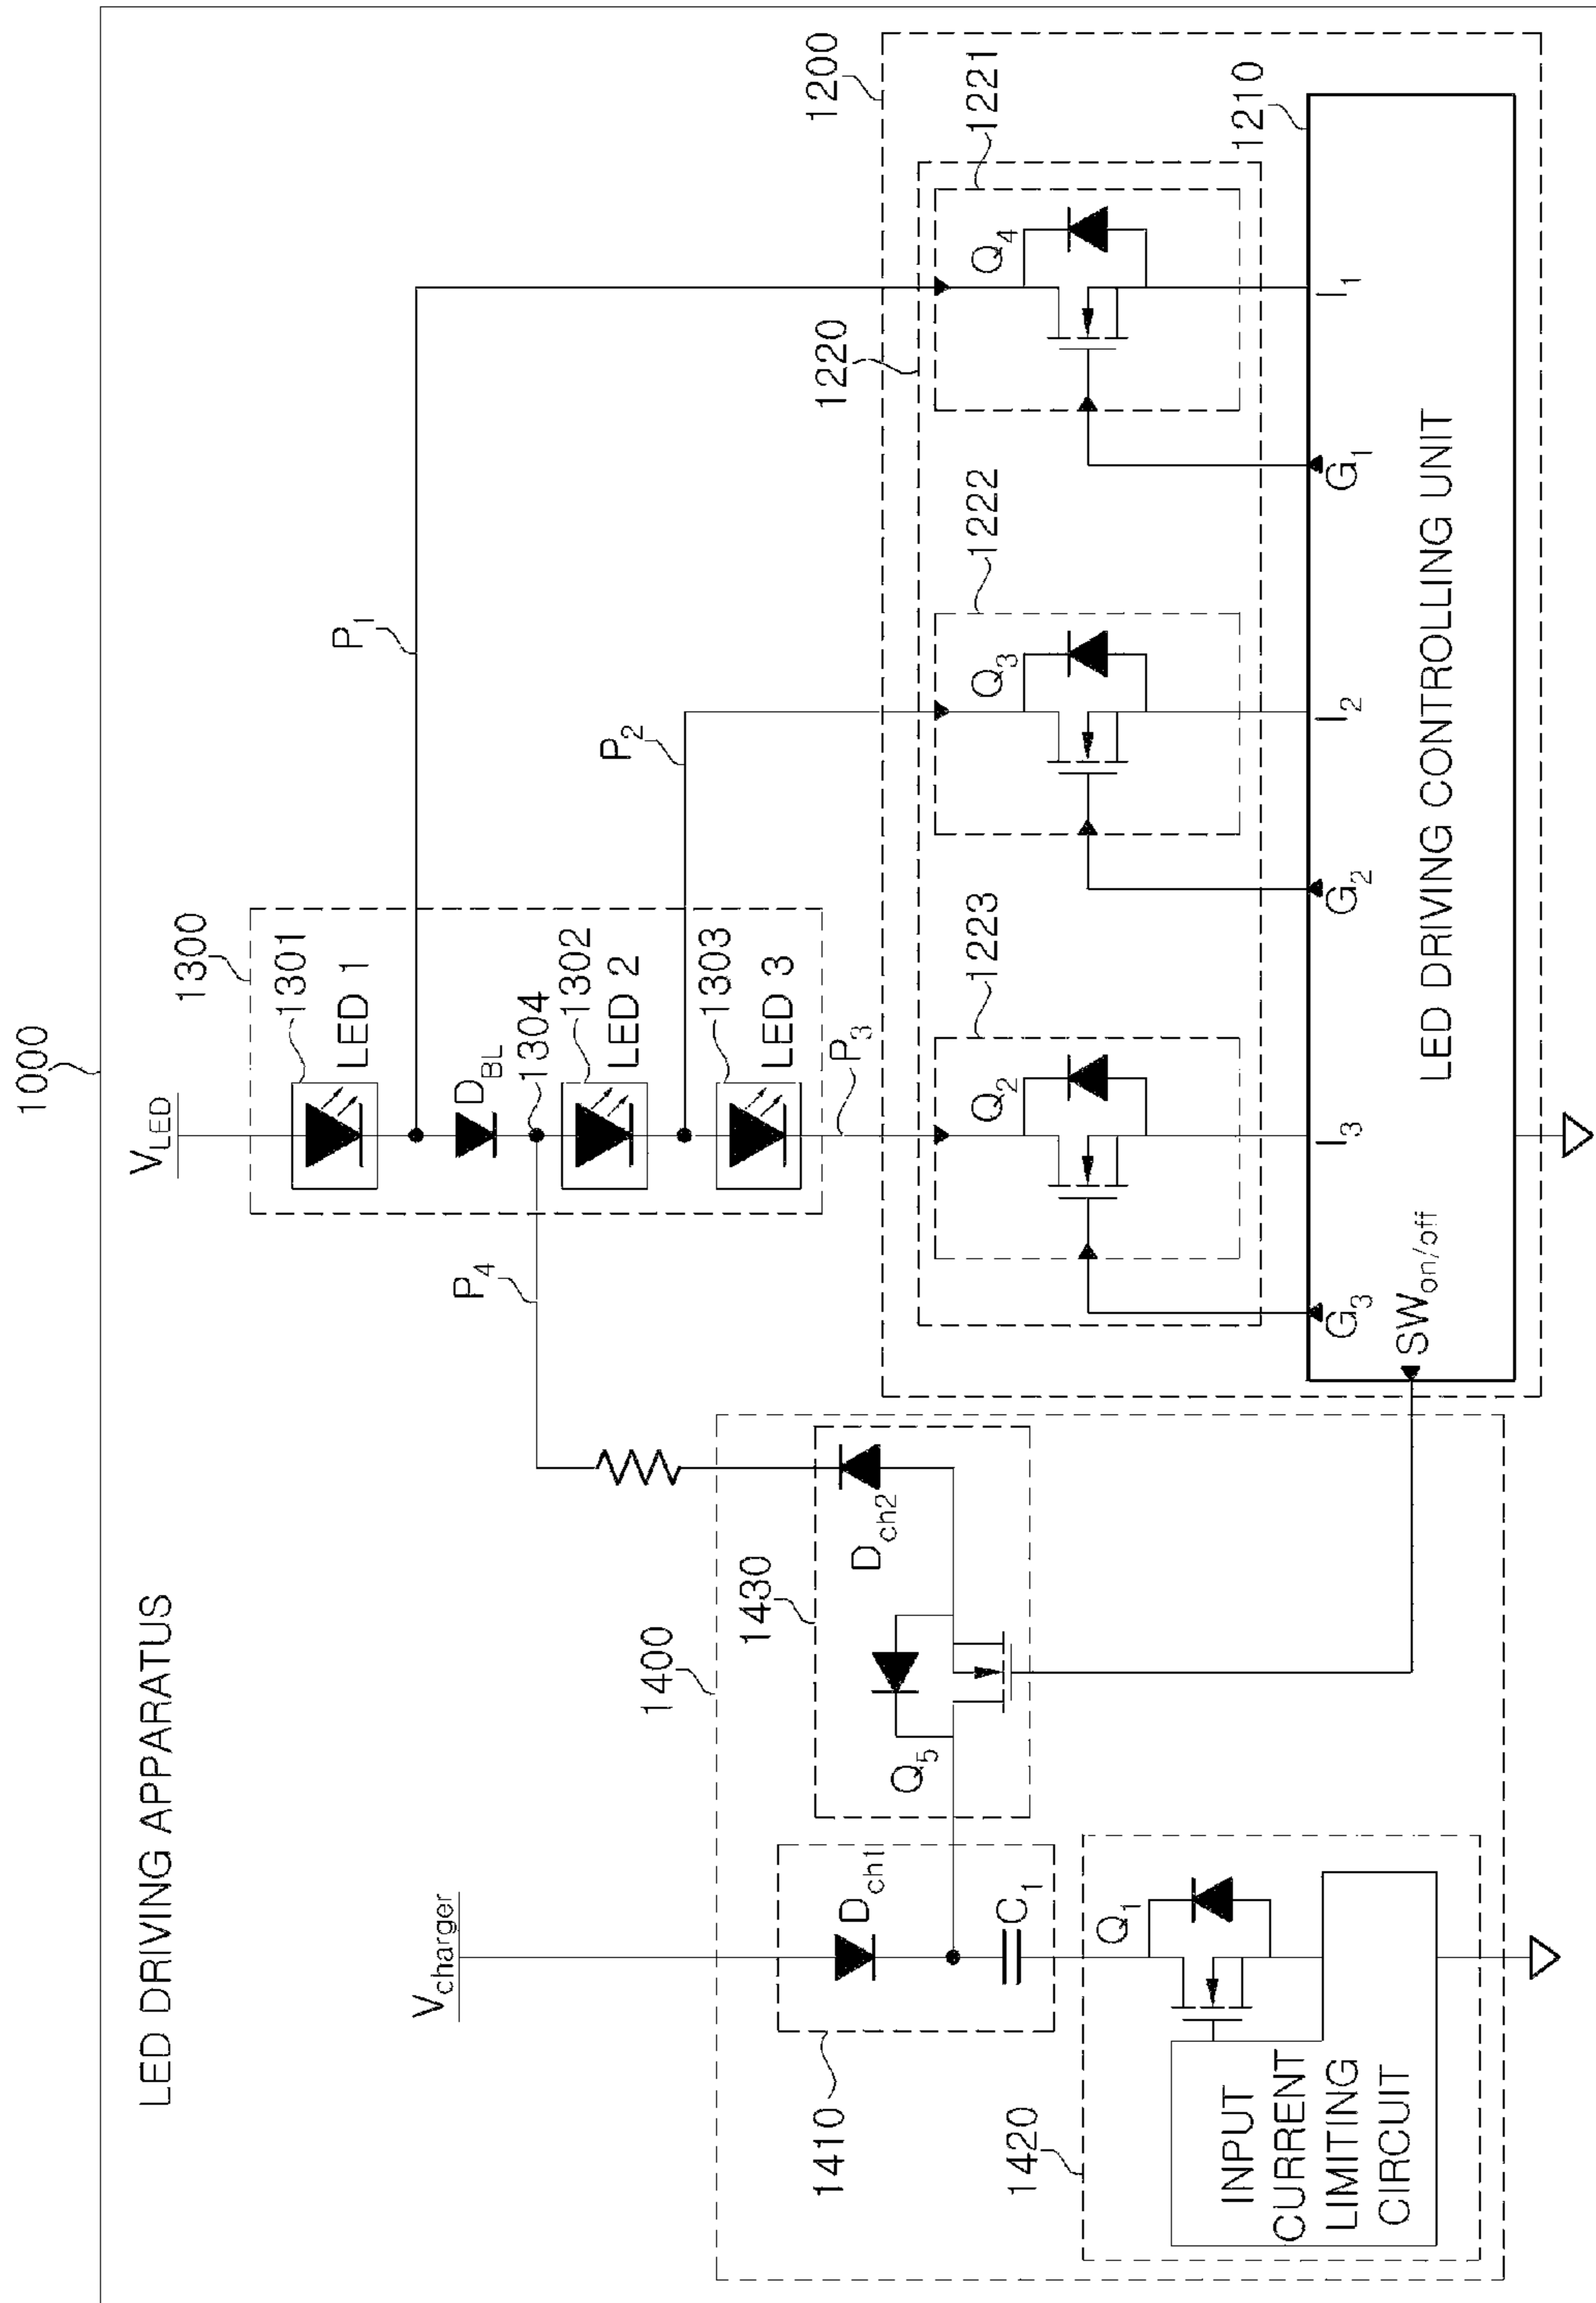 1000
LED DRIVING APPARATUS
V_LED
1300
1301
LED 1
P_1
D_BL
1304
1302
LED 2
P_2
1303
LED 3
P_3
P_4
V_charger
1400
1410
D_ch1
C_1
1430
Q_5
D_ch2
1420
Q_1
INPUT
CURRENT
LIMITING
CIRCUIT
1200
1220
1223
Q_2
1222
Q_3
1221
Q_4
1210
G_3
I_3
G_2
I_2
G_1
I_1
SW_on/off
LED DRIVING CONTROLLING UNIT